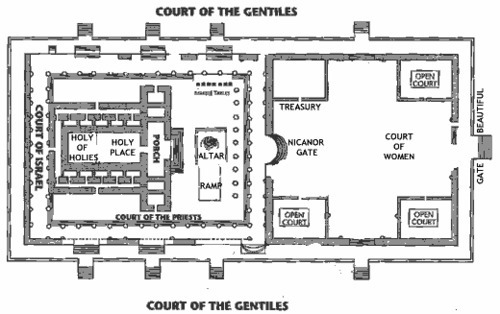 COURT OF THE GENTILES
OPEN
COURT
TREASURY
BEAUTIFUL
GATE
COURT OF ISRAEL
HOLY
OF
HOLIES
HOLY
PLACE
PORCH
ALTAR
RAMP
NICANOR
GATE
COURT
OF
WOMEN
COURT OF THE PRIESTS
OPEN
COURT
OPEN
COURT
COURT OF THE GENTILES